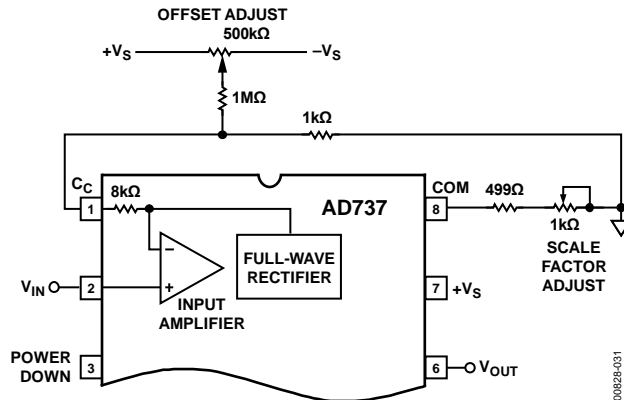 OFFSET ADJUST
500kΩ
+VS
−VS
1MΩ
1kΩ
CC
8kΩ
AD737
COM
499Ω
1
8
1kΩ
SCALE
FACTOR
ADJUST
FULL-WAVE
RECTIFIER
−
+
VIN
2
7
+VS
INPUT
AMPLIFIER
POWER
DOWN
3
6
VOUT
00828-031